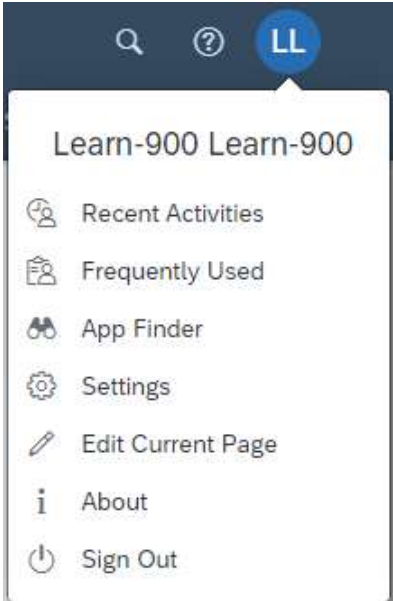 LL
Learn-900 Learn-900
Recent Activities
Frequently Used
App Finder
Settings
Edit Current Page
About
Sign Out